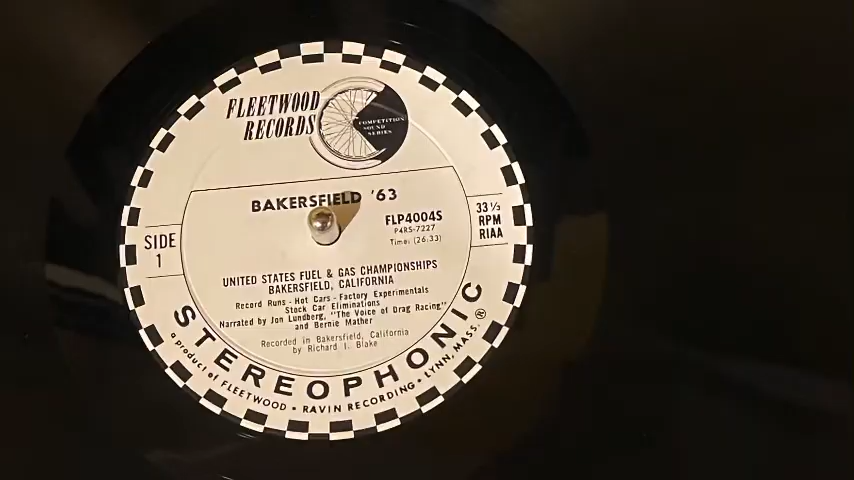 FLEETWOOD
RECORDS
COMPETITION
SOUND
SERIES
BAKERSFIELD '63
FLP4004S
P4RS-7227
Time: (26:33)
33⅓
RPM
RIAA
SIDE
1
UNITED STATES FUEL & GAS CHAMPIONSHIPS
BAKERSFIELD, CALIFORNIA
Record Runs - Hot Cars - Factory Experimentals
Stock Car Eliminations
Narrated by Jon Lundberg, "The Voice of Drag Racing"
and Bernie Mather
Recorded in Bakersfield, California
by Richard I. Blake
STEREOPHONIC
a product of FLEETWOOD • RAVIN RECORDING • LYNN, MASS. ®